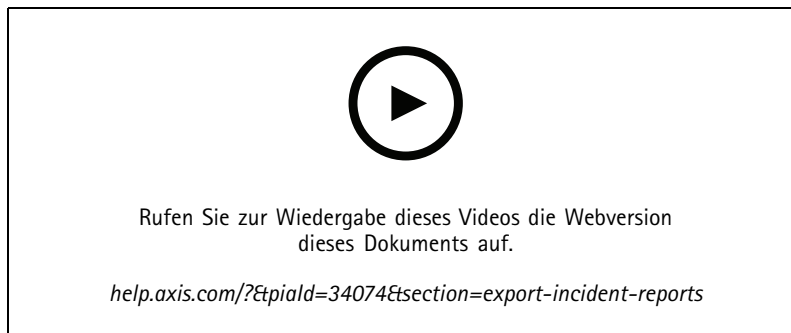 Rufen Sie zur Wiedergabe dieses Videos die Webversion
dieses Dokuments auf.
help.axis.com/?&piaId=34074&section=export-incident-reports